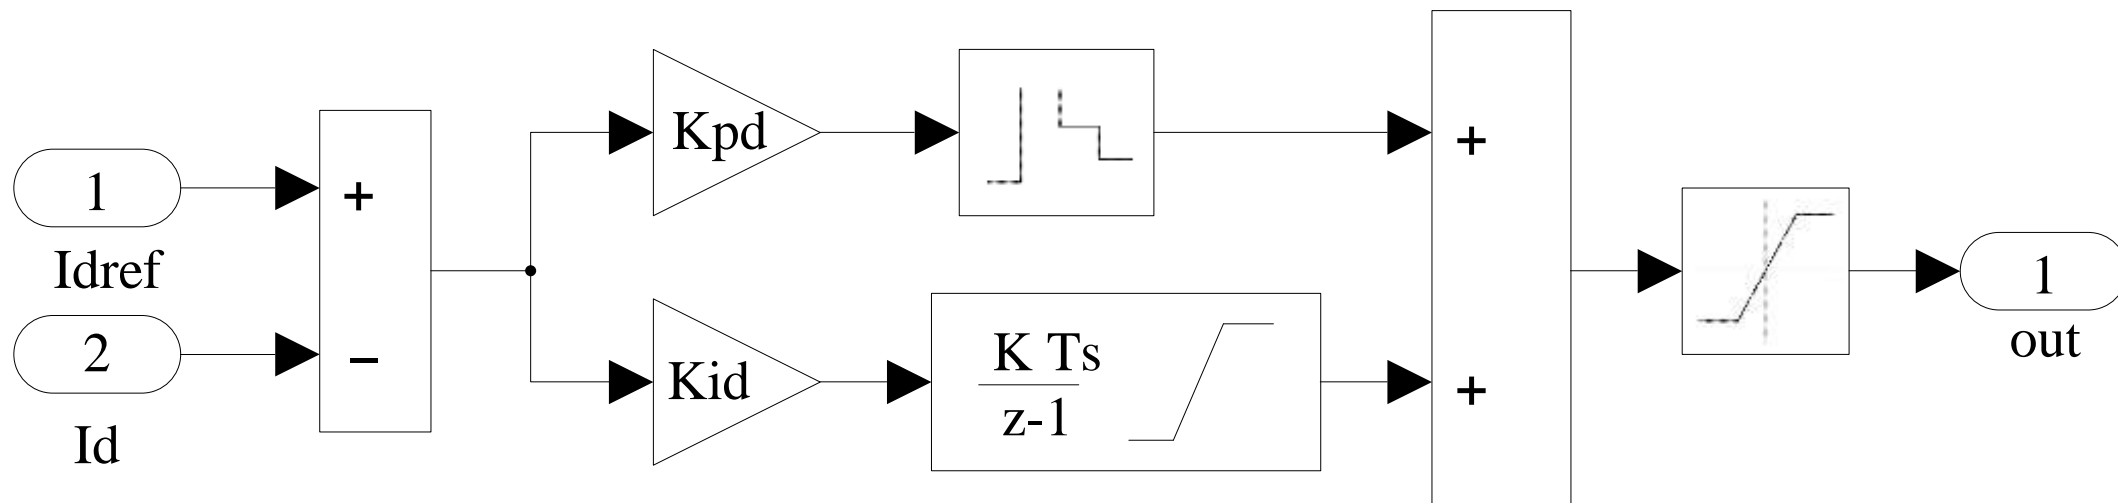 1
Idref
2
Id
+
−
Kpd
Kid
K Ts
z-1
+
+
1
out